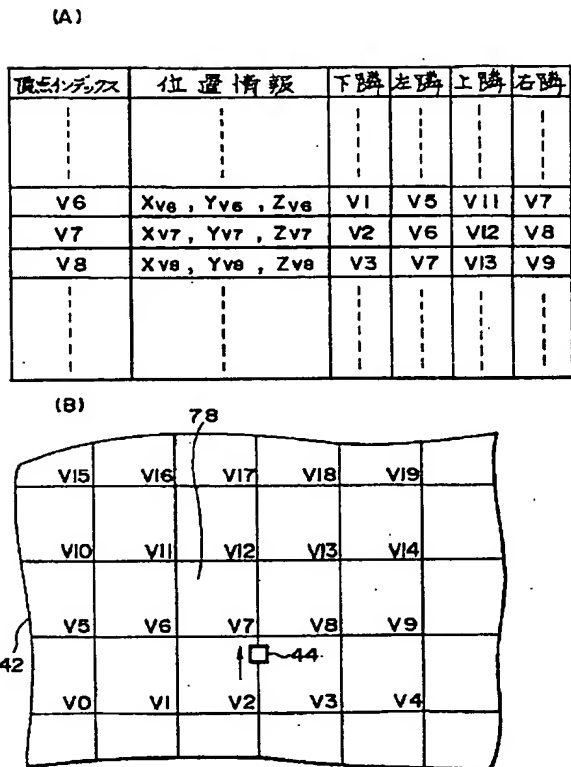 (A)
頂点インデックス 位置情報 下隣 左隣 上隣 右隣
V6 XV6 , YV6 , ZV6 V1 V5 V11 V7
V7 XV7 , YV7 , ZV7 V2 V6 V12 V8
V8 XV8 , YV8 , ZV8 V3 V7 V13 V9
(B)
78
V15 V16 V17 V18 V19
V10 V11 V12 V13 V14
V5 V6 V7 V8 V9
42
44
V0 V1 V2 V3 V4